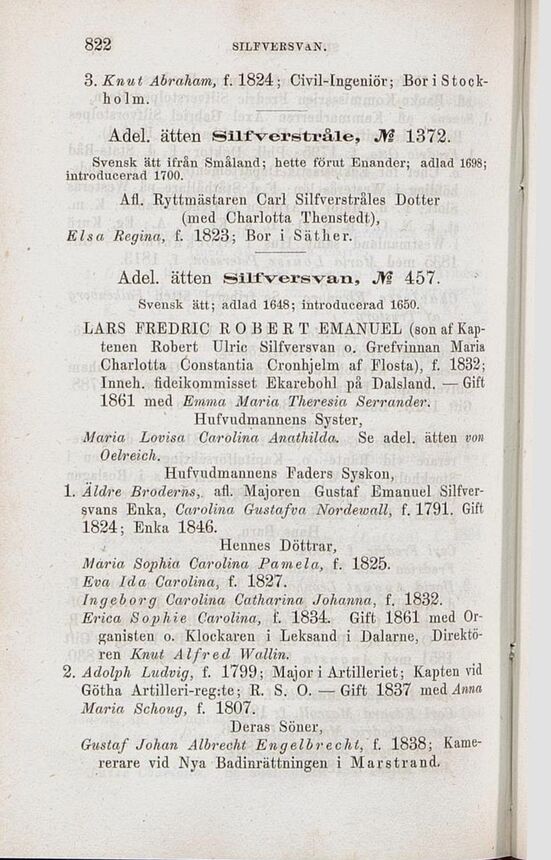 822
SILFVERSVAN.
3. Knut Abraham, f. 1824; Civil-Ingeniör; Bor i Stock-
holm.
Adel. ätten Silfverstråle, № 1372.
Svensk ätt ifrån Småland; hette förut Enander; adlad 1698;
introducerad 1700.
Afl. Ryttmästaren Carl Silfverstråles Dotter
(med Charlotta Thenstedt),
Elsa Regina, f. 1823; Bor i Säther.
Adel. ätten Silfversvan, № 457.
Svensk ätt; adlad 1648; introducerad 1650.
LARS FREDRIC ROBERT EMANUEL (son af Kap-
tenen Robert Ulric Silfversvan o. Grefvinnan Maria
Charlotta Constantia Cronhjelm af Flosta), f. 1832;
Inneh. fideikommisset Ekarebohl på Dalsland. — Gift
1861 med Emma Maria Theresia Serrander.
Hufvudmannens Syster,
Maria Lovisa Carolina Anathilda. Se adel. ätten von
Oelreich.
Hufvudmannens Faders Syskon,
1. Äldre Broderns, afl. Majoren Gustaf Emanuel Silfver-
svans Enka, Carolina Gustafva Nordewall, f. 1791. Gift
1824; Enka 1846.
Hennes Döttrar,
Maria Sophia Carolina Pamela, f. 1825.
Eva Ida Carolina, f. 1827.
Ingeborg Carolina Catharina Johanna, f. 1832.
Erica Sophie Carolina, f. 1834. Gift 1861 med Or-
ganisten o. Klockaren i Leksand i Dalarne, Direktö-
ren Knut Alfred Wallin.
2. Adolph Ludvig, f. 1799; Major i Artilleriet; Kapten vid
Götha Artilleri-reg:te; R. S. O. — Gift 1837 med Anna
Maria Schoug, f. 1807.
Deras Söner,
Gustaf Johan Albrecht Engelbrecht, f. 1838; Kame-
rerare vid Nya Badinrättningen i Marstrand.